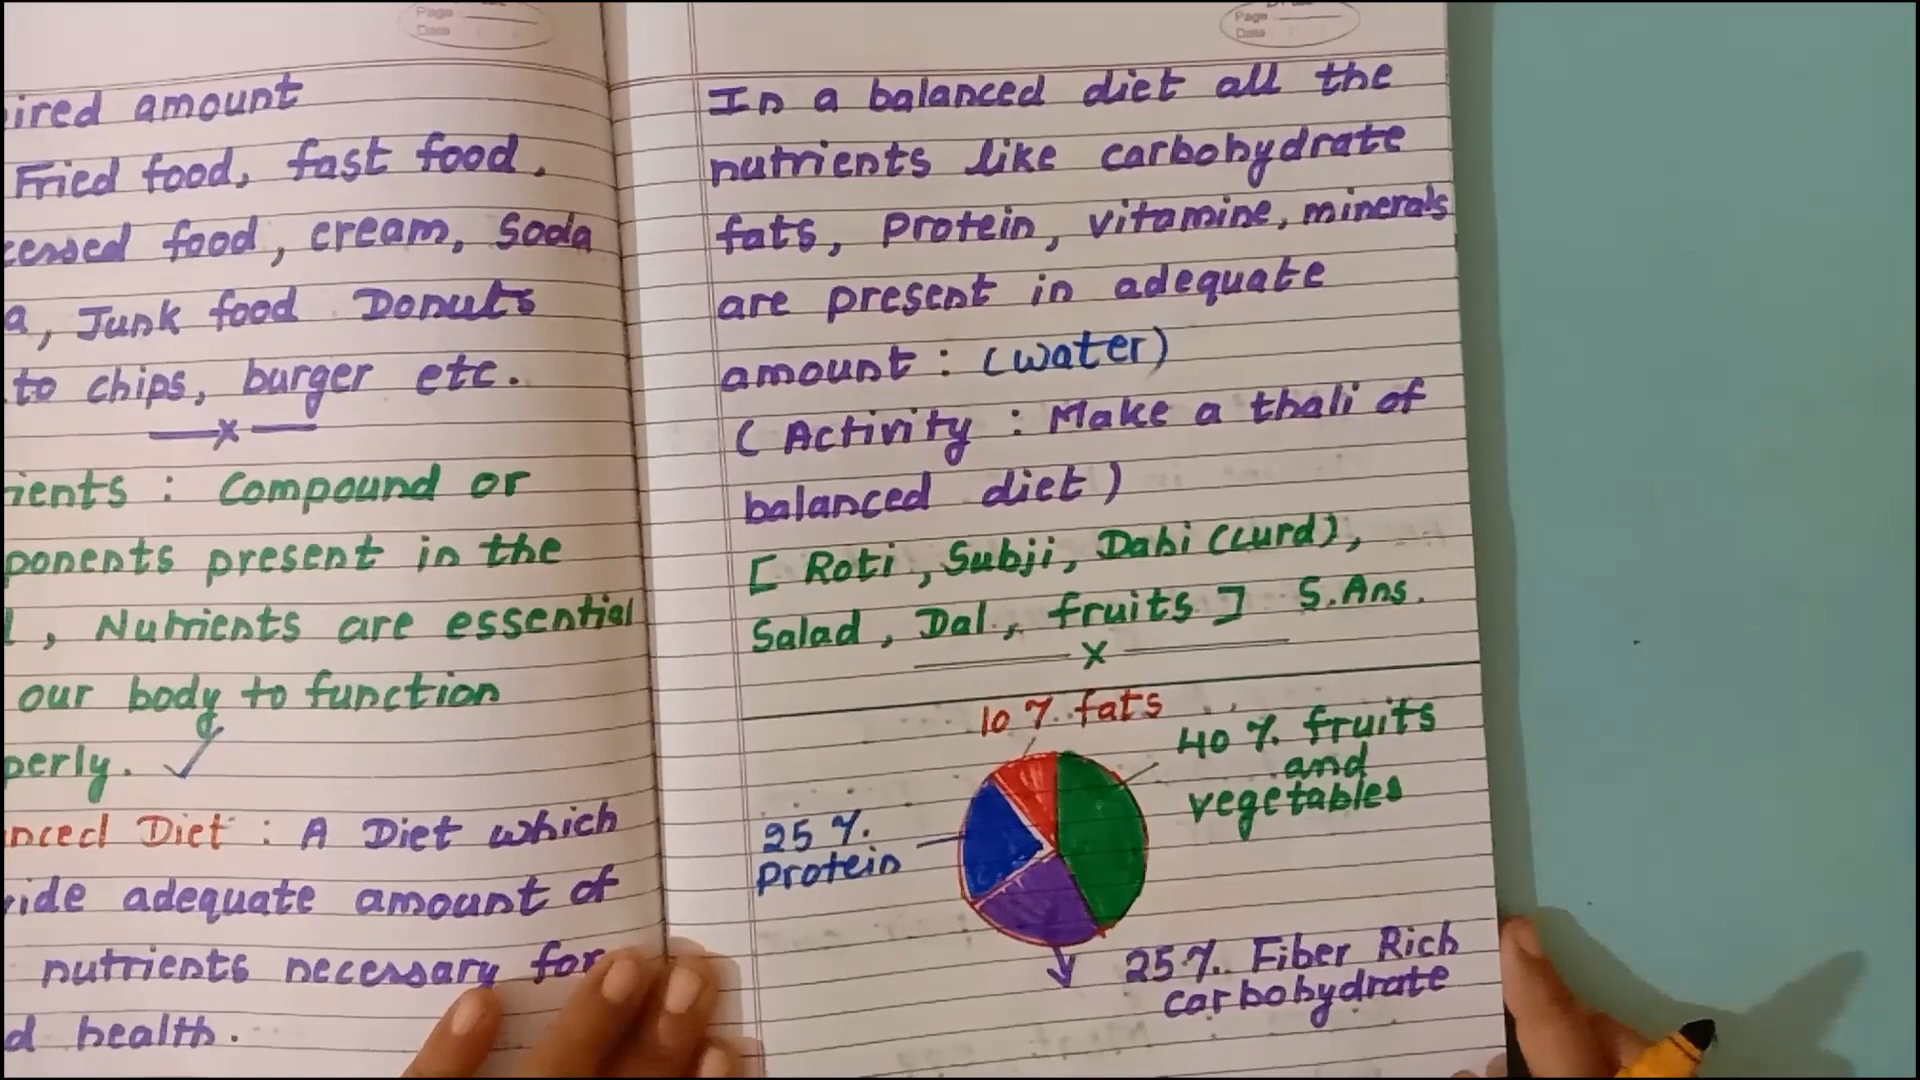 Page
Date
ired amount
Fried food, fast food,
cessed food, cream, Soda
a, Junk food Donuts
to chips, burger etc.
x
ients : Compound or
ponents present in the
l, Nutrients are essential
our body to function
perly.
nced Diet : A Diet which
ide adequate amount of
nutrients necessary for
d health.
Page
Date
In a balanced diet all the
nutrients like carbohydrate
fats, Protein, vitamine, minerals
are present in adequate
amount : (water)
( Activity : Make a thali of
balanced diet )
[ Roti, Subji, Dahi (curd),
Salad, Dal, fruits ] S.Ans.
x
10 % fats
40 % fruits
and
vegetables
25 %
Protein
25 % Fiber Rich
carbohydrate